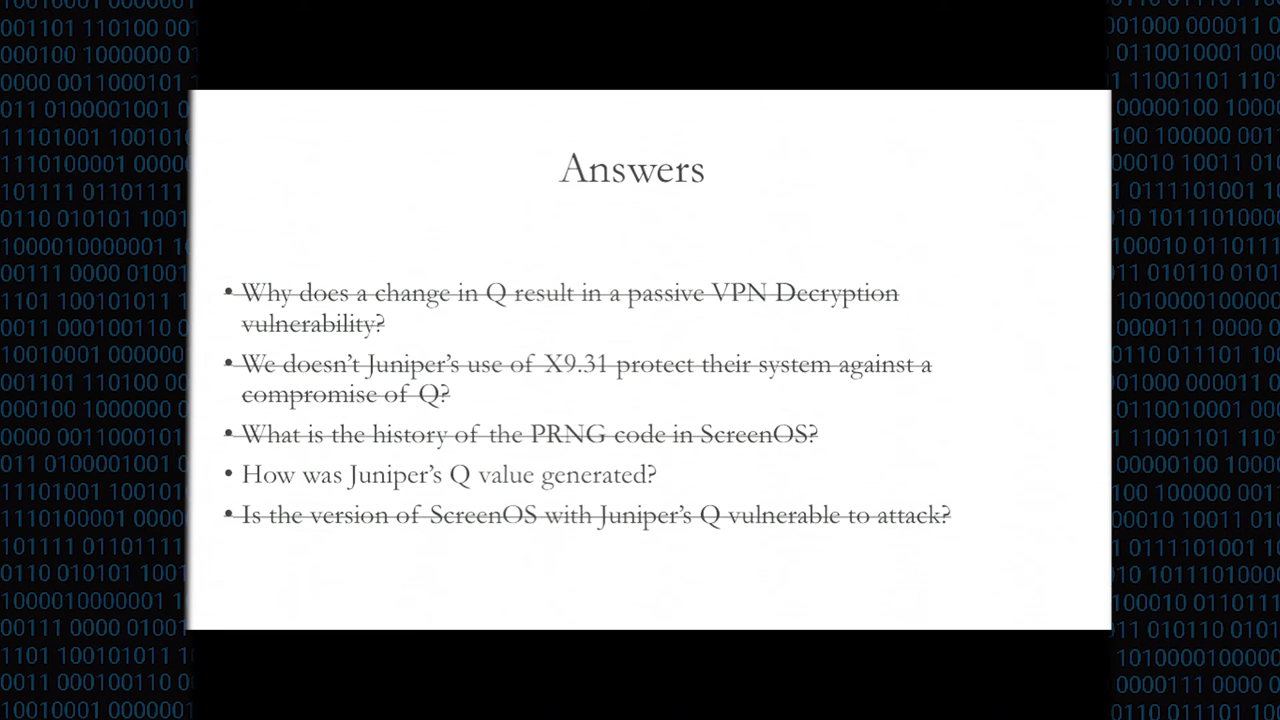 Answers
• Why does a change in Q result in a passive VPN Decryption
vulnerability?
• We doesn't Juniper's use of X9.31 protect their system against a
compromise of Q?
• What is the history of the PRNG code in ScreenOS?
• How was Juniper's Q value generated?
• Is the version of ScreenOS with Juniper's Q vulnerable to attack?